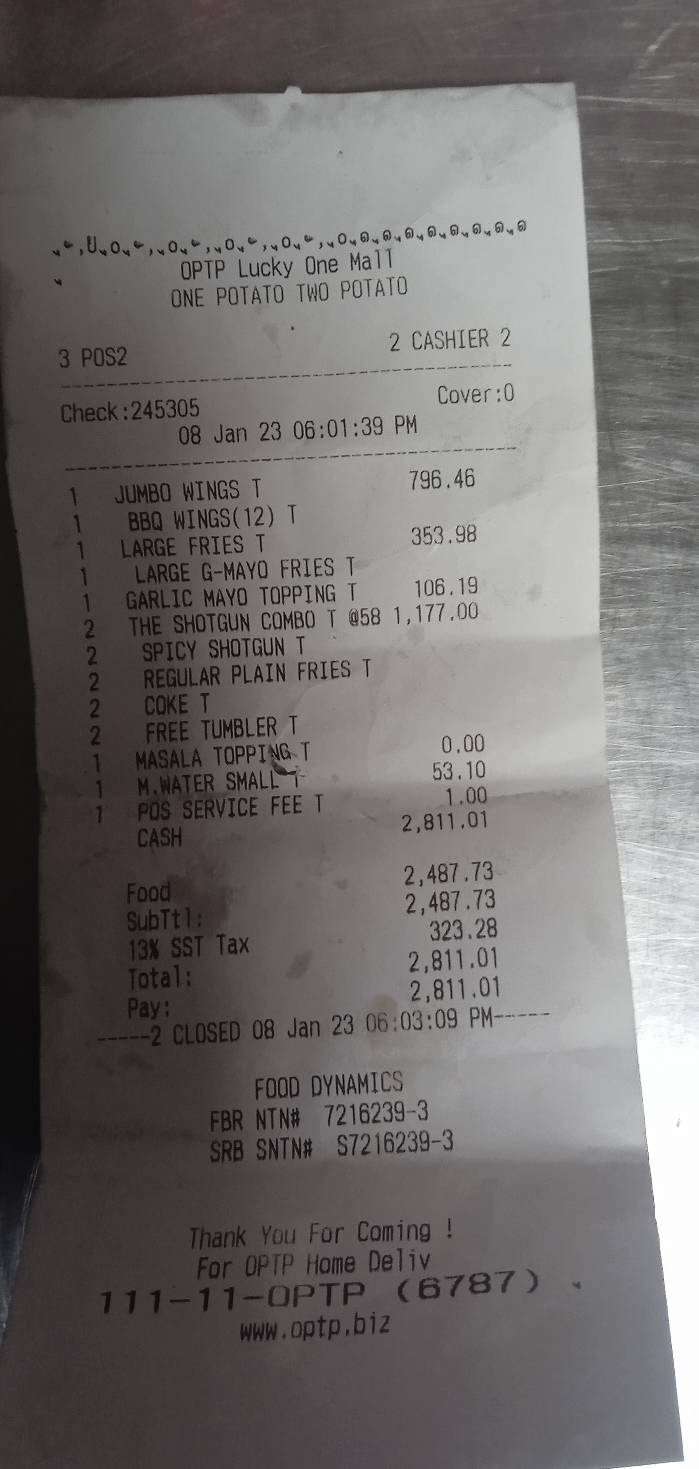 OPTP Lucky One Mall
ONE POTATO TWO POTATO
3 POS2 2 CASHIER 2
Check:245305 Cover:0
08 Jan 23 06:01:39 PM
1 JUMBO WINGS T 796.46
1 BBQ WINGS(12) T
1 LARGE FRIES T 353.98
1 LARGE G-MAYO FRIES T
1 GARLIC MAYO TOPPING T 106.19
2 THE SHOTGUN COMBO T @58 1,177.00
2 SPICY SHOTGUN T
2 REGULAR PLAIN FRIES T
2 COKE T
2 FREE TUMBLER T
1 MASALA TOPPING T 0.00
1 M.WATER SMALL T 53.10
1 POS SERVICE FEE T 1.00
CASH 2,811.01
Food 2,487.73
SubTtl: 2,487.73
13% SST Tax 323.28
Total: 2,811.01
Pay: 2,811.01
-----2 CLOSED 08 Jan 23 06:03:09 PM-----
FOOD DYNAMICS
FBR NTN# 7216239-3
SRB SNTN# S7216239-3
Thank You For Coming !
For OPTP Home Deliv
111-11-OPTP (6787)
www.optp.biz